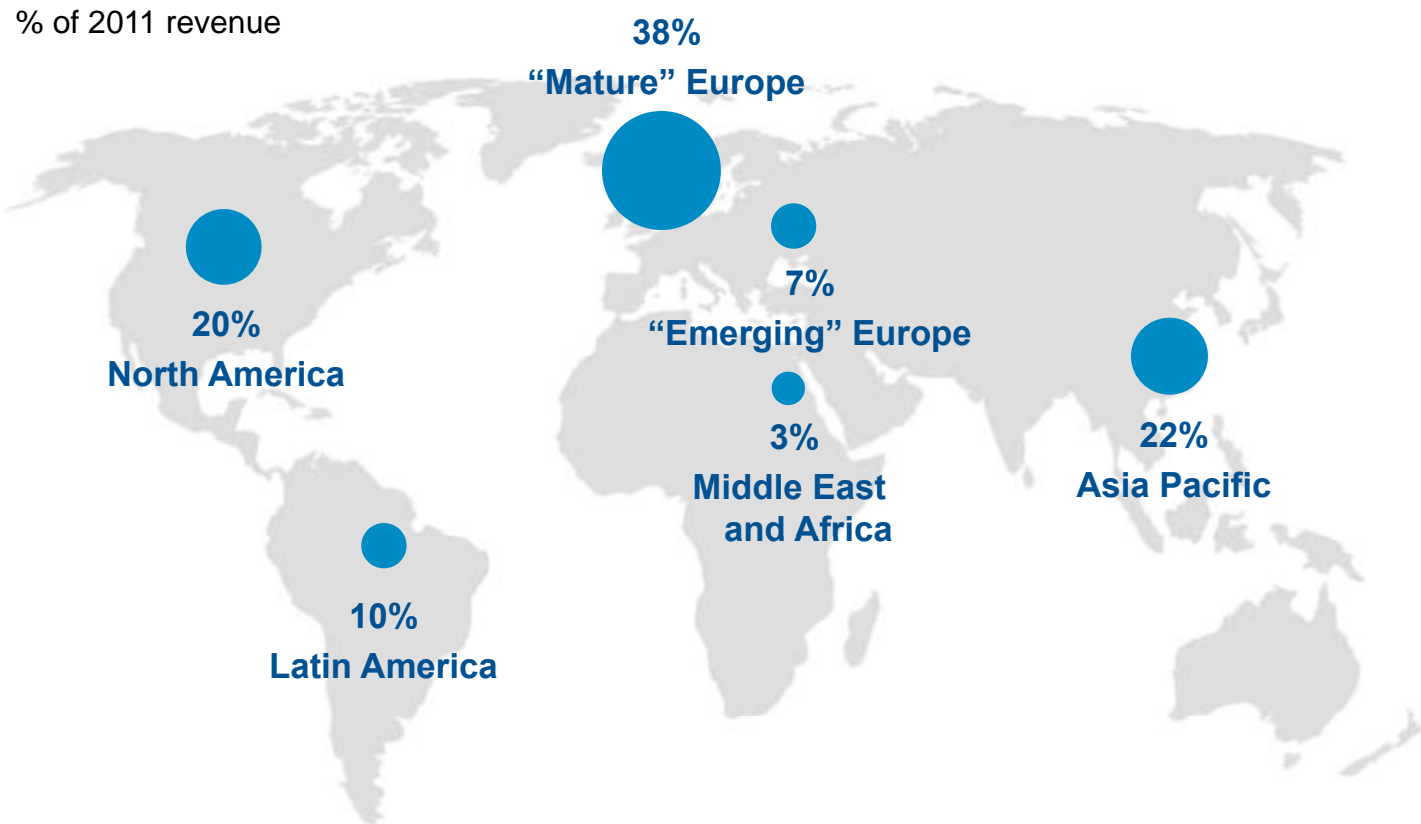 % of 2011 revenue
38%
“Mature” Europe
7%
“Emerging” Europe
20%
North America
3%
Middle East
and Africa
22%
Asia Pacific
10%
Latin America